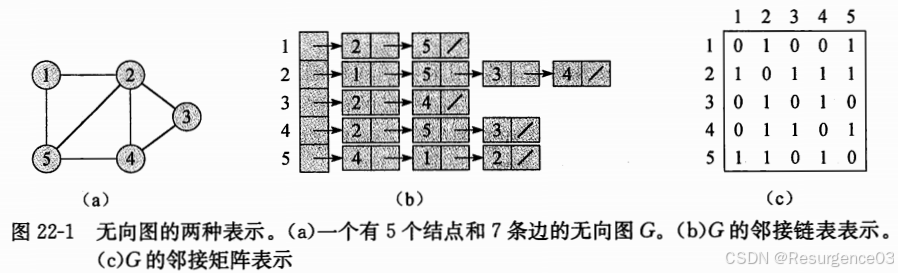 1 2 3 4 5
1 2 5 /
2 1 5 3 4 /
3 2 4 /
4 2 5 3 /
5 4 1 2 /
1 2 3 4 5
1 0 1 0 0 1
2 1 0 1 1 1
3 0 1 0 1 0
4 0 1 1 0 1
5 1 1 0 1 0
(a)
(b)
(c)
图 22-1 无向图的两种表示。(a)一个有 5 个结点和 7 条边的无向图 G。(b)G 的邻接链表表示。
(c)G 的邻接矩阵表示
CSDN @Resurgence03